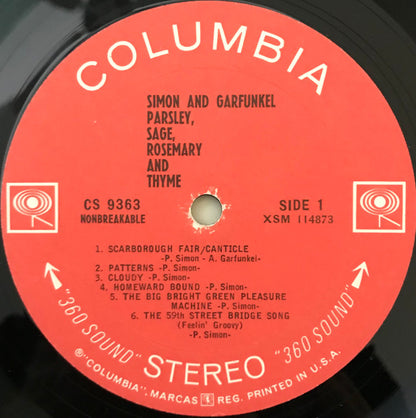 COLUMBIA
SIMON AND GARFUNKEL
PARSLEY,
SAGE,
ROSEMARY
AND
THYME
CS 9363
NONBREAKABLE
SIDE 1
XSM 114873
1. SCARBOROUGH FAIR/CANTICLE
-P. Simon - A. Garfunkel-
2. PATTERNS -P. Simon-
3. CLOUDY -P. Simon-
4. HOMEWARD BOUND -P. Simon-
5. THE BIG BRIGHT GREEN PLEASURE
MACHINE -P. Simon-
6. THE 59th STREET BRIDGE SONG
(Feelin' Groovy)
-P. Simon-
"360 SOUND" STEREO "360 SOUND"
® "COLUMBIA", MARCAS REG. PRINTED IN U.S.A.